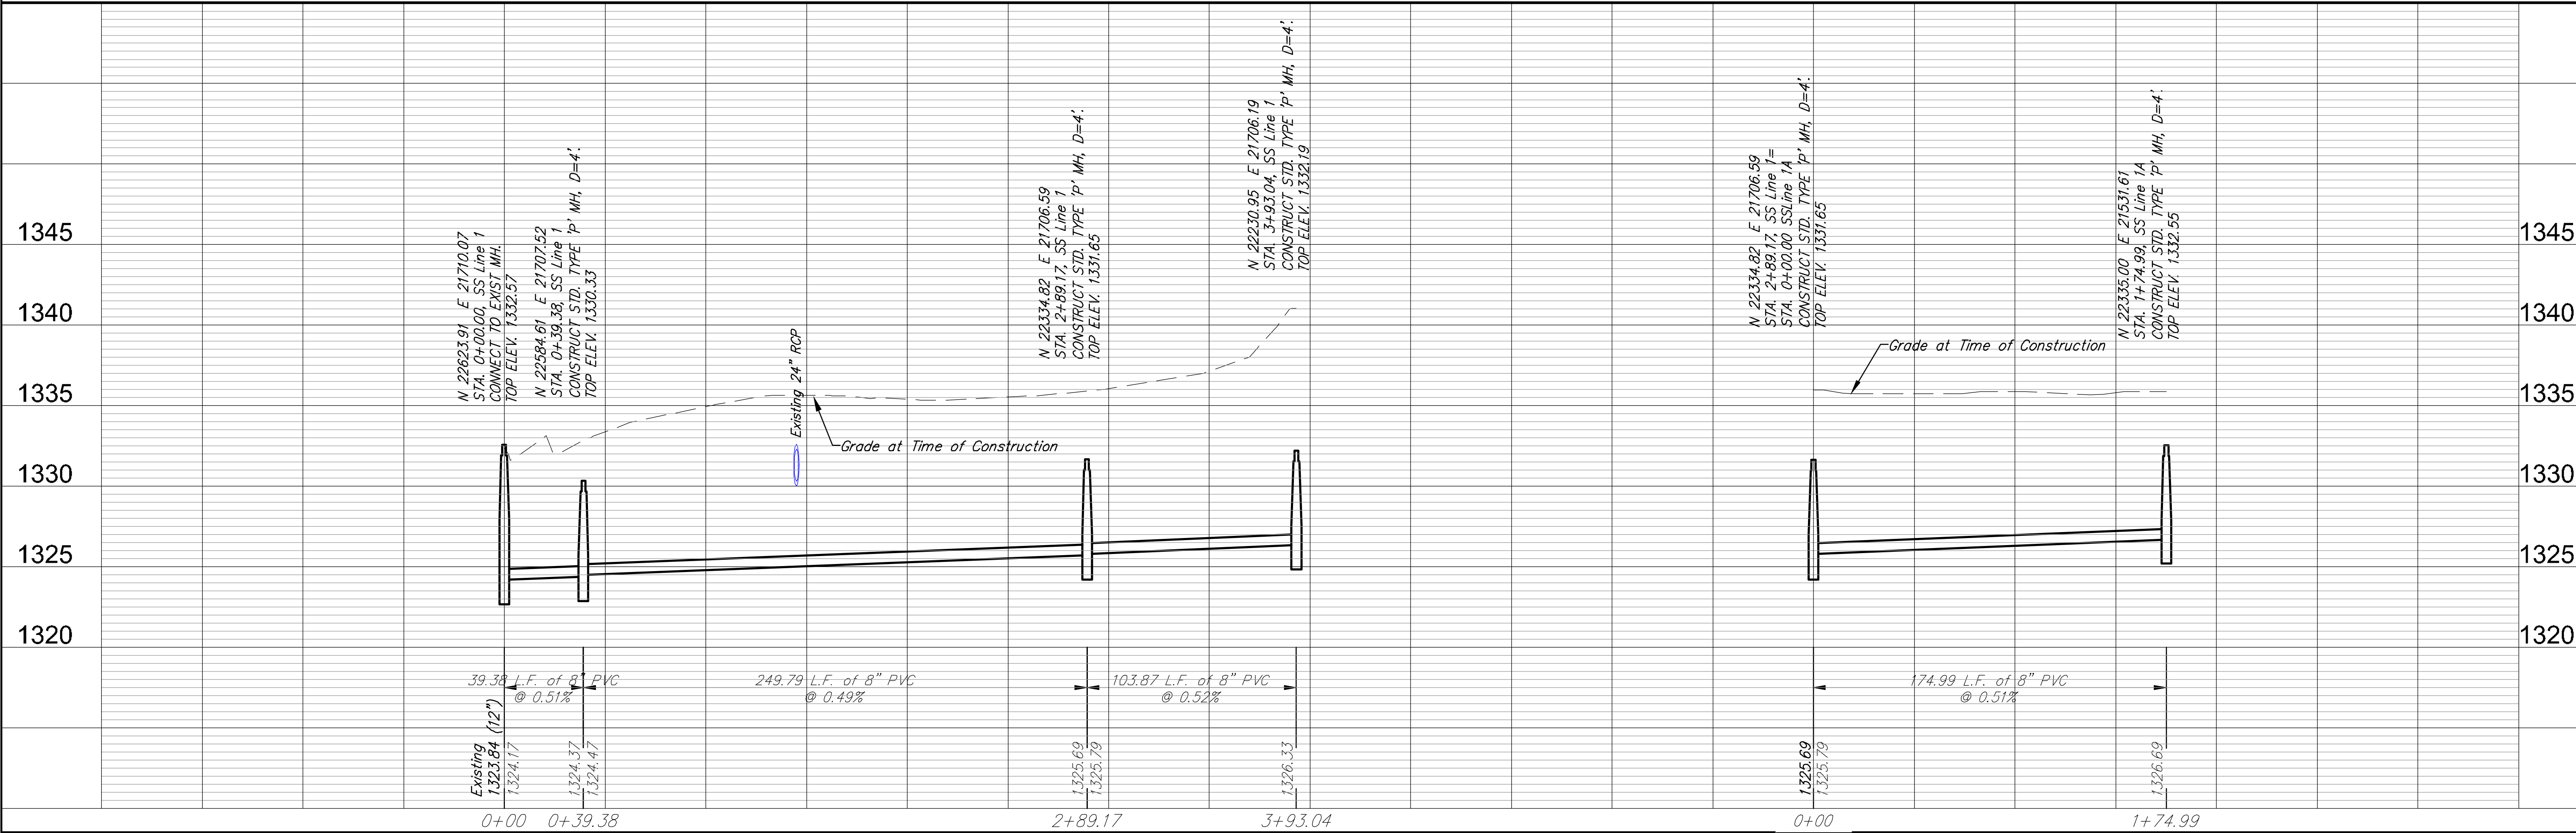 N 22623.91 E 21710.07
STA. 0+00.00, SS Line 1
CONNECT TO EXIST MH.
TOP ELEV. 1332.57
N 22584.61 E 21707.52
STA. 0+39.38, SS Line 1
CONSTRUCT STD. TYPE 'P' MH, D=4'.
TOP ELEV. 1330.33
Existing 24" RCP
Grade at Time of Construction
N 22334.82 E 21706.59
STA. 2+89.17, SS Line 1
CONSTRUCT STD. TYPE 'P' MH, D=4'.
TOP ELEV. 1331.65
N 22230.95 E 21706.19
STA. 3+93.04, SS Line 1
CONSTRUCT STD. TYPE 'P' MH, D=4'.
TOP ELEV. 1332.19
N 22334.82 E 21706.59
STA. 2+89.17, SS Line 1=
STA. 0+00.00 SSLine 1A
CONSTRUCT STD. TYPE 'P' MH, D=4'.
TOP ELEV. 1331.65
Grade at Time of Construction
N 22335.00 E 21531.61
STA. 1+74.99, SS Line 1A
CONSTRUCT STD. TYPE 'P' MH, D=4'.
TOP ELEV. 1332.55
1345
1345
1340
1340
1335
1335
1330
1330
1325
1325
1320
1320
39.38 L.F. of 8" PVC
@ 0.51%
249.79 L.F. of 8" PVC
@ 0.49%
103.87 L.F. of 8" PVC
@ 0.52%
174.99 L.F. of 8" PVC
@ 0.51%
Existing
1323.84 (12")
1324.17
1324.37
1324.47
1325.69
1325.79
1326.33
1325.69
1325.79
1326.69
0+00
0+39.38
2+89.17
3+93.04
0+00
1+74.99